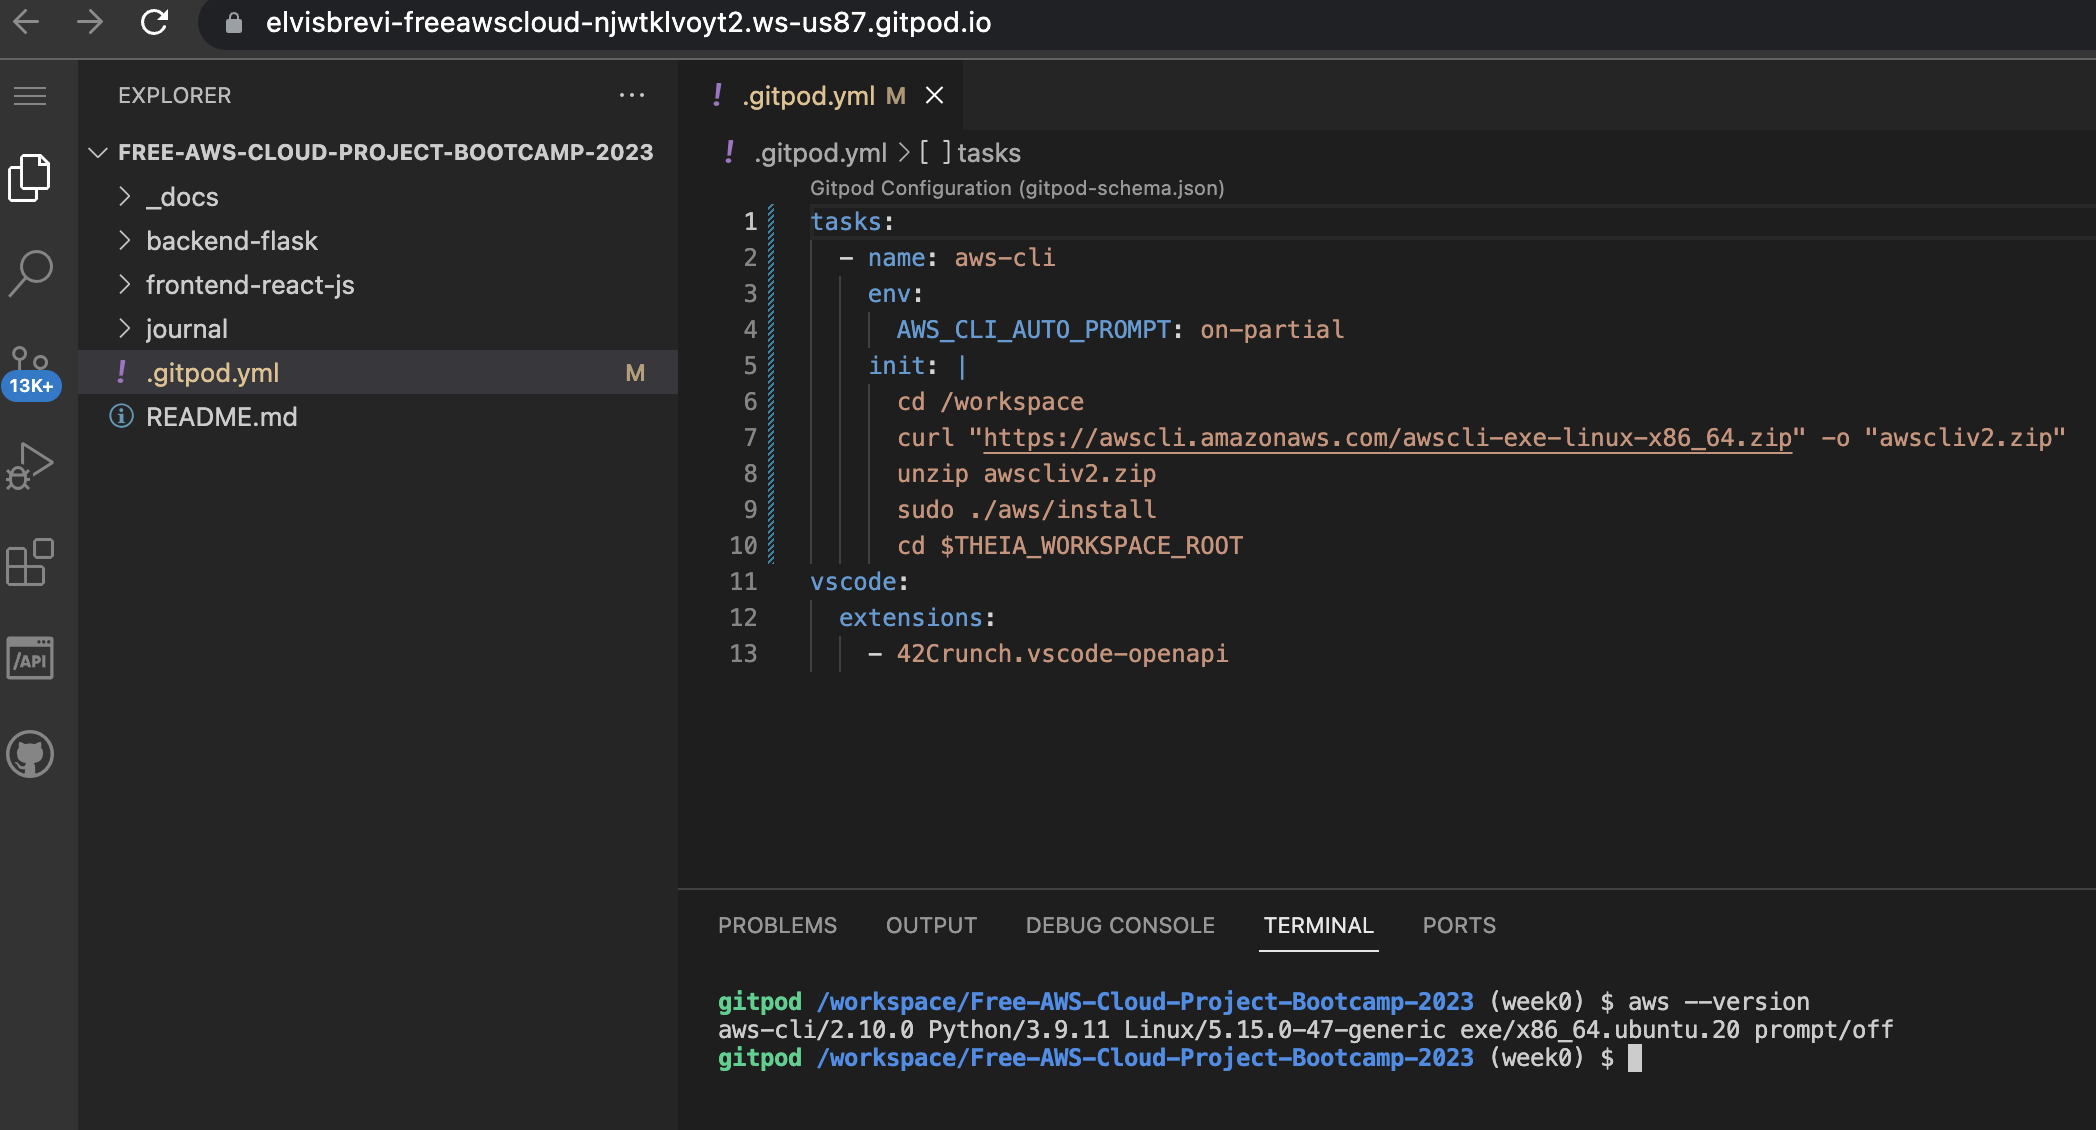 elvisbrevi-freeawscloud-njwtklvoyt2.ws-us87.gitpod.io
EXPLORER
FREE-AWS-CLOUD-PROJECT-BOOTCAMP-2023
_docs
backend-flask
frontend-react-js
journal
! .gitpod.yml M
README.md
13K+
/API
! .gitpod.yml M
! .gitpod.yml > [ ] tasks
Gitpod Configuration (gitpod-schema.json)
1 tasks:
2 - name: aws-cli
3 env:
4 AWS_CLI_AUTO_PROMPT: on-partial
5 init: |
6 cd /workspace
7 curl "https://awscli.amazonaws.com/awscli-exe-linux-x86_64.zip" -o "awscliv2.zip"
8 unzip awscliv2.zip
9 sudo ./aws/install
10 cd $THEIA_WORKSPACE_ROOT
11 vscode:
12 extensions:
13 - 42Crunch.vscode-openapi
PROBLEMS OUTPUT DEBUG CONSOLE TERMINAL PORTS
gitpod /workspace/Free-AWS-Cloud-Project-Bootcamp-2023 (week0) $ aws --version
aws-cli/2.10.0 Python/3.9.11 Linux/5.15.0-47-generic exe/x86_64.ubuntu.20 prompt/off
gitpod /workspace/Free-AWS-Cloud-Project-Bootcamp-2023 (week0) $